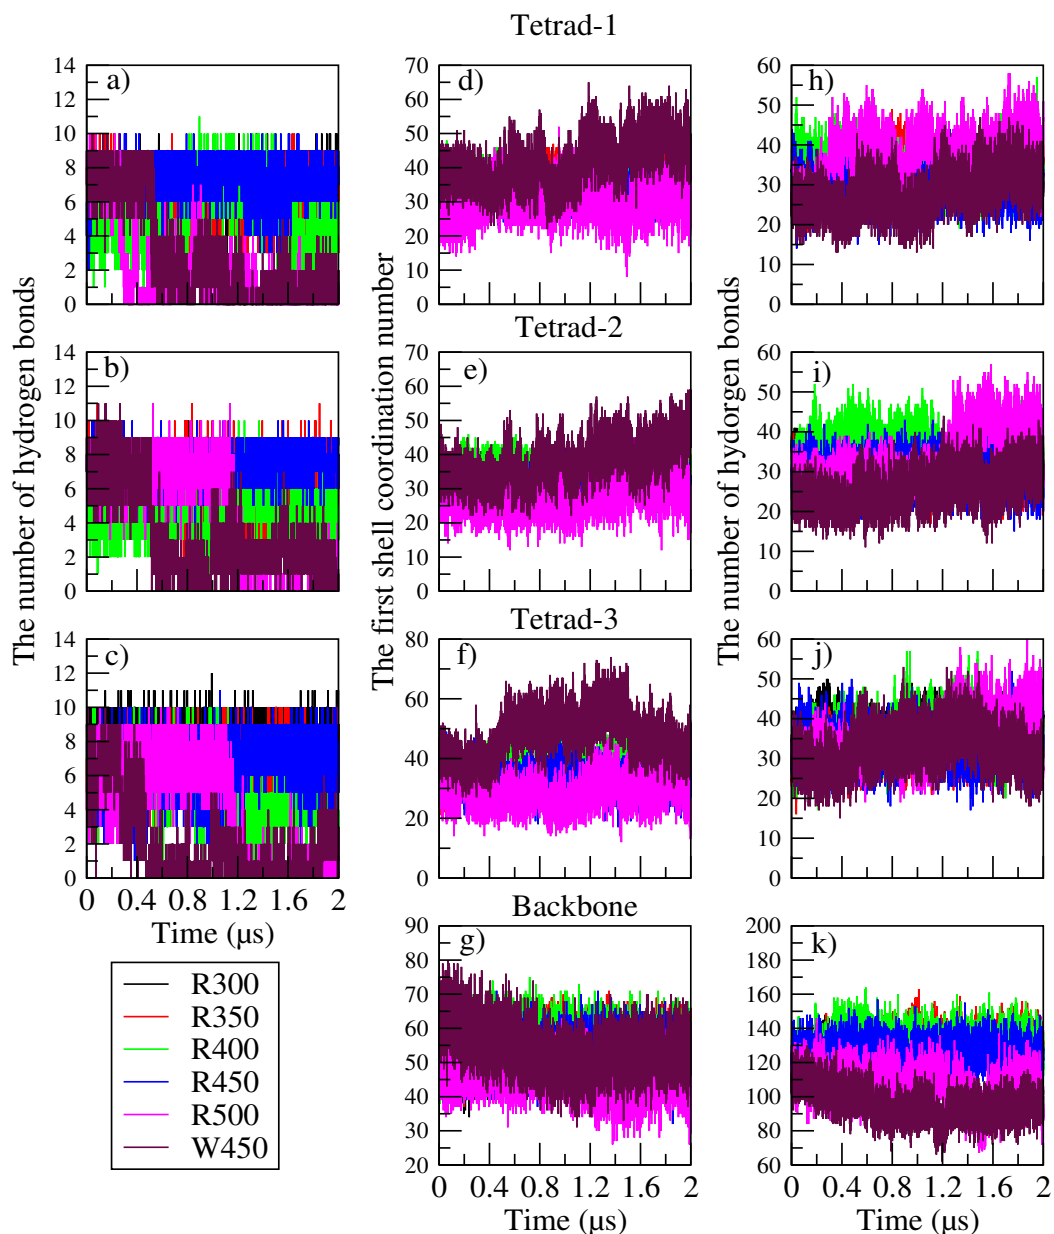 Tetrad-1
The number of hydrogen bonds
The first shell coordination number
The number of hydorgen bonds
a)
14
12
10
8
6
4
2
0
d)
70
60
50
40
30
20
10
0
h)
60
50
40
30
20
10
0
Tetrad-2
b)
14
12
10
8
6
4
2
0
e)
70
60
50
40
30
20
10
0
i)
60
50
40
30
20
10
0
Tetrad-3
c)
14
12
10
8
6
4
2
0
0 0.4 0.8 1.2 1.6 2
Time (µs)
f)
80
60
40
20
0
j)
60
50
40
30
20
10
0
Backbone
g)
90
80
70
60
50
40
30
20
0 0.4 0.8 1.2 1.6 2
Time (µs)
k)
200
180
160
140
120
100
80
60
0 0.4 0.8 1.2 1.6 2
Time (µs)
R300
R350
R400
R450
R500
W450